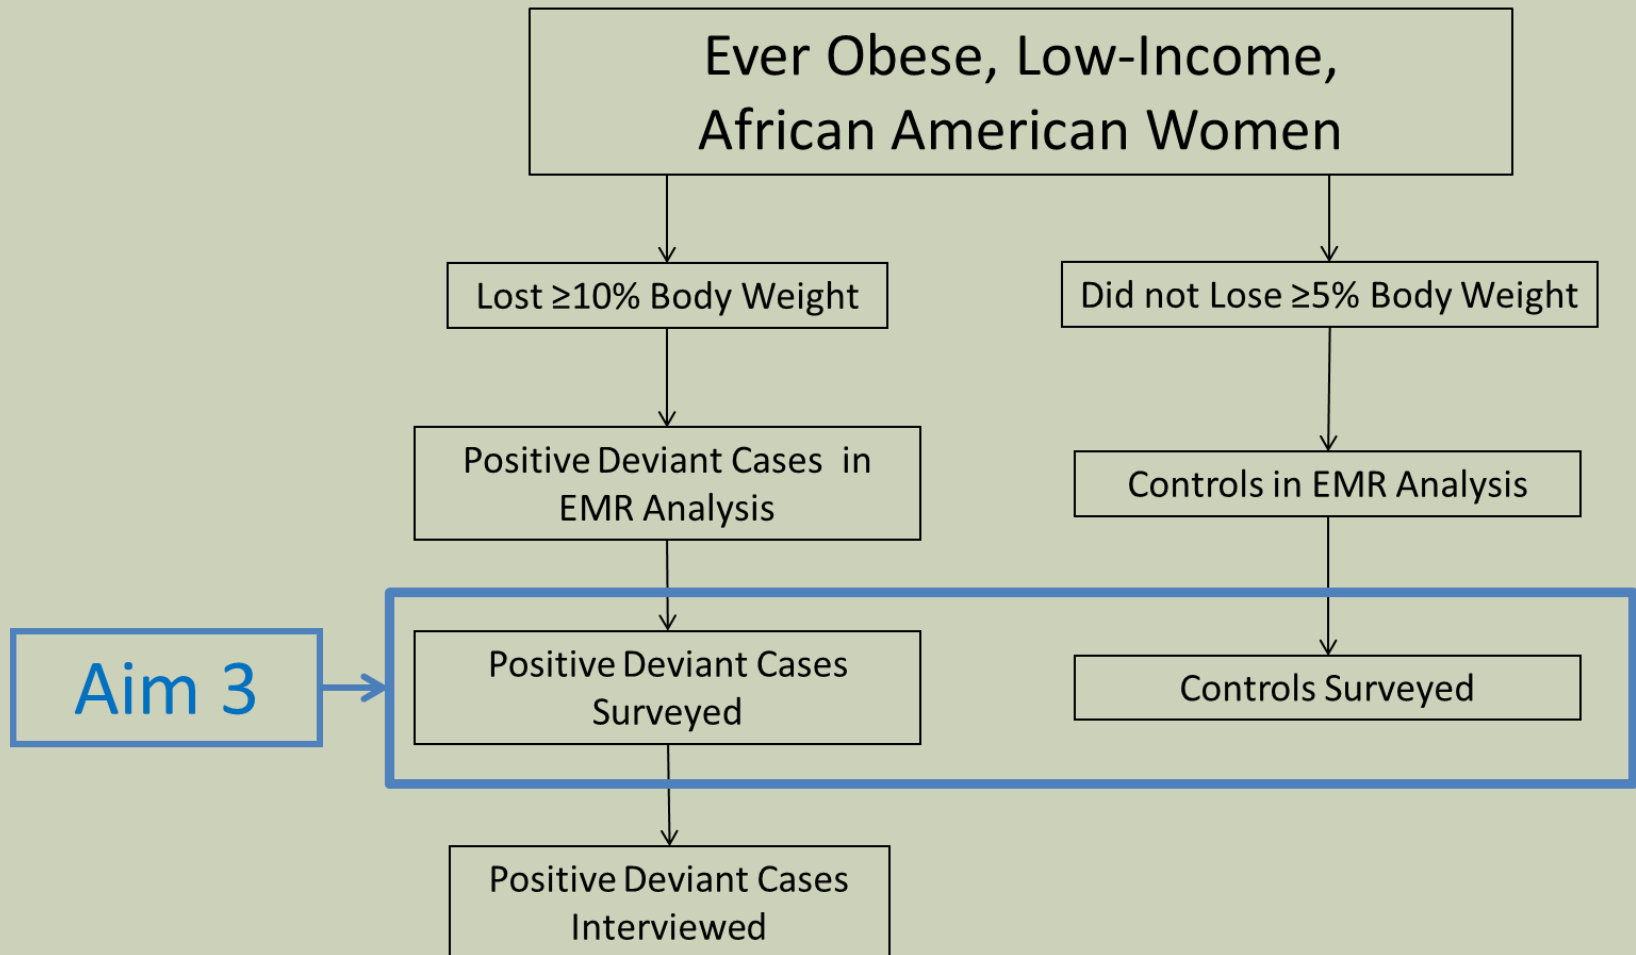 Ever Obese, Low-Income,
African American Women
Lost ≥10% Body Weight
Did not Lose ≥5% Body Weight
Positive Deviant Cases in
EMR Analysis
Controls in EMR Analysis
Aim 3
Positive Deviant Cases
Surveyed
Controls Surveyed
Positive Deviant Cases
Interviewed